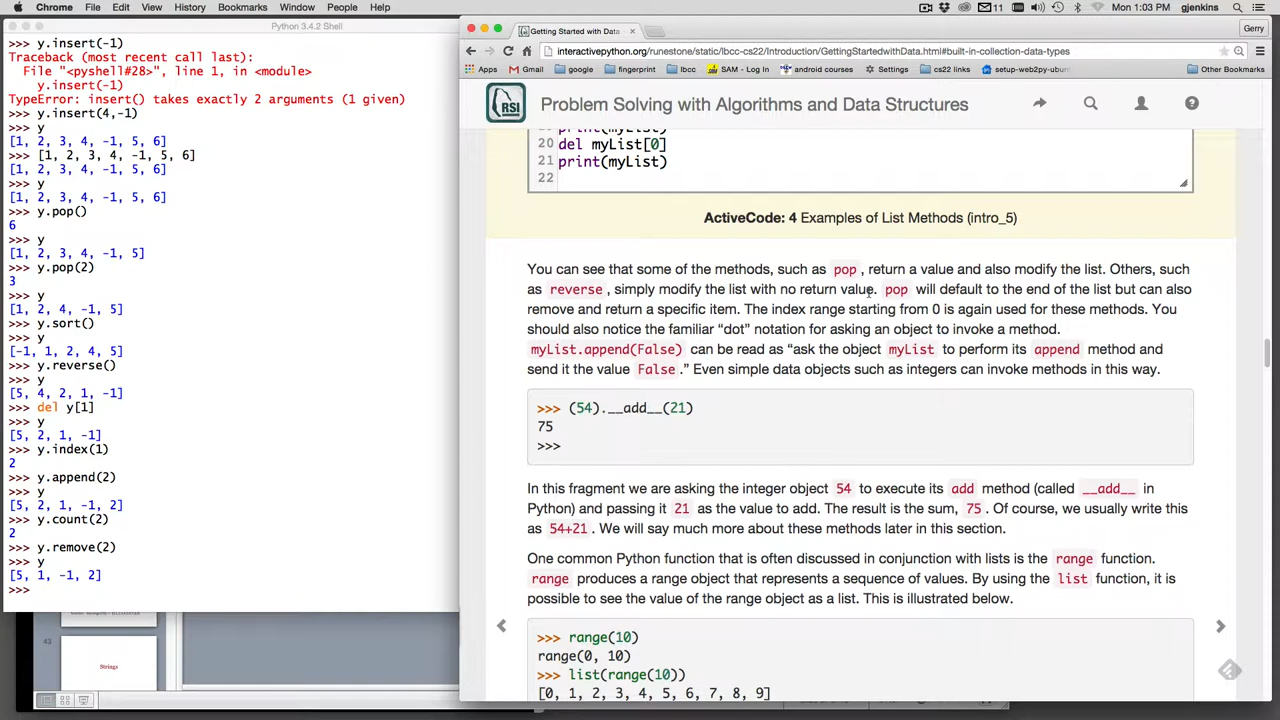 Chrome File Edit View History Bookmarks Window People Help
11
Mon 1:03 PM gjenkins
Python 3.4.2 Shell
>>> y.insert(-1)
Traceback (most recent call last):
File "<pyshell#28>", line 1, in <module>
y.insert(-1)
TypeError: insert() takes exactly 2 arguments (1 given)
>>> y.insert(4,-1)
>>> y
[1, 2, 3, 4, -1, 5, 6]
>>> [1, 2, 3, 4, -1, 5, 6]
[1, 2, 3, 4, -1, 5, 6]
>>> y
[1, 2, 3, 4, -1, 5, 6]
>>> y.pop()
6
>>> y
[1, 2, 3, 4, -1, 5]
>>> y.pop(2)
3
>>> y
[1, 2, 4, -1, 5]
>>> y.sort()
>>> y
[-1, 1, 2, 4, 5]
>>> y.reverse()
>>> y
[5, 4, 2, 1, -1]
>>> del y[1]
>>> y
[5, 2, 1, -1]
>>> y.index(1)
2
>>> y.append(2)
>>> y
[5, 2, 1, -1, 2]
>>> y.count(2)
2
>>> y.remove(2)
>>> y
[5, 1, -1, 2]
>>>
43
Strings
Getting Started with Data
Gerry
interactivepython.org/runestone/static/lbcc-cs22/Introduction/GettingStartedwithData.html#built-in-collection-data-types
Apps Gmail google fingerprint lbcc SAM - Log In My courses Settings cs22 links setup-web2py-ubun Other Bookmarks
RSI
Problem Solving with Algorithms and Data Structures
print(myList)
20 del myList[0]
21 print(myList)
22
ActiveCode: 4 Examples of List Methods (intro_5)
You can see that some of the methods, such as pop, return a value and also modify the list. Others, such
as reverse, simply modify the list with no return value. pop will default to the end of the list but can also
remove and return a specific item. The index range starting from 0 is again used for these methods. You
should also notice the familiar “dot” notation for asking an object to invoke a method.
myList.append(False) can be read as “ask the object myList to perform its append method and
send it the value False.” Even simple data objects such as integers can invoke methods in this way.
>>> (54).__add__(21)
75
>>>
In this fragment we are asking the integer object 54 to execute its add method (called __add__ in
Python) and passing it 21 as the value to add. The result is the sum, 75. Of course, we usually write this
as 54+21. We will say much more about these methods later in this section.
One common Python function that is often discussed in conjunction with lists is the range function.
range produces a range object that represents a sequence of values. By using the list function, it is
possible to see the value of the range object as a list. This is illustrated below.
>>> range(10)
range(0, 10)
>>> list(range(10))
[0, 1, 2, 3, 4, 5, 6, 7, 8, 9]